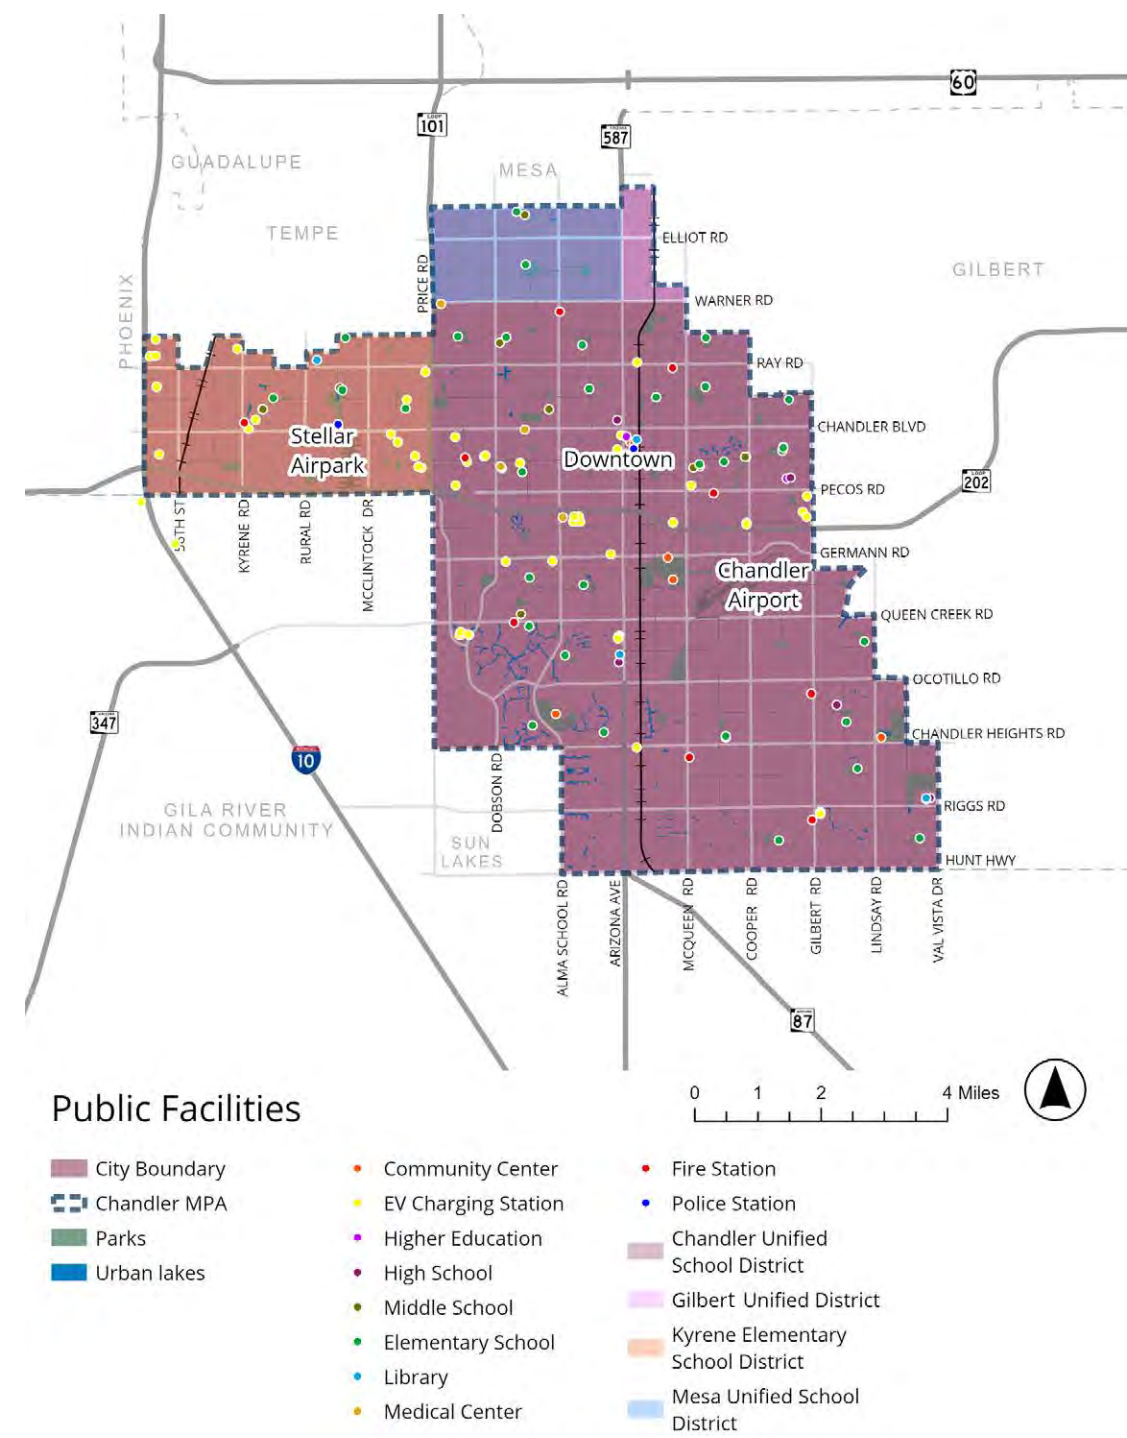 60
LOOP
101
587
GUADALUPE
MESA
TEMPE
ELLIOT RD
PRICE RD
GILBERT
PHOENIX
WARNER RD
RAY RD
CHANDLER BLVD
Stellar
Airpark
Downtown
LOOP
202
PECOS RD
56TH ST
KYRENE RD
RURAL RD
MCCLINTOCK DR
GERMANN RD
Chandler
Airport
QUEEN CREEK RD
OCOTILLO RD
347
CHANDLER HEIGHTS RD
10
DOBSON RD
GILA RIVER
INDIAN COMMUNITY
RIGGS RD
SUN
LAKES
HUNT HWY
ALMA SCHOOL RD
ARIZONA AVE
MCQUEEN RD
COOPER RD
GILBERT RD
LINDSAY RD
VAL VISTA DR
87
0 1 2 4 Miles
Public Facilities
City Boundary
Chandler MPA
Parks
Urban lakes
Community Center
EV Charging Station
Higher Education
High School
Middle School
Elementary School
Library
Medical Center
Fire Station
Police Station
Chandler Unified
School District
Gilbert Unified District
Kyrene Elementary
School District
Mesa Unified School
District